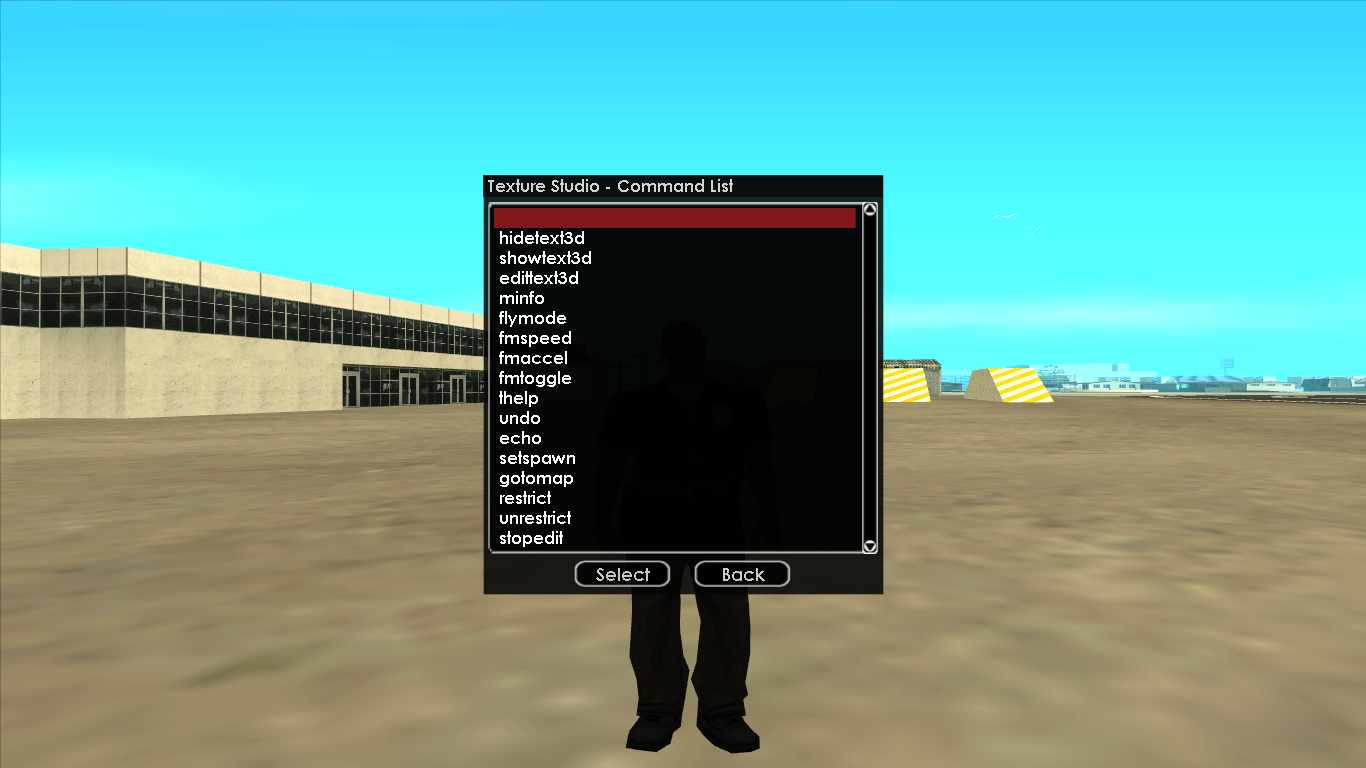 Texture Studio - Command List
hidetext3d
showtext3d
edittext3d
minfo
flymode
fmspeed
fmaccel
fmtoggle
thelp
undo
echo
setspawn
gotomap
restrict
unrestrict
stopedit
Select
Back